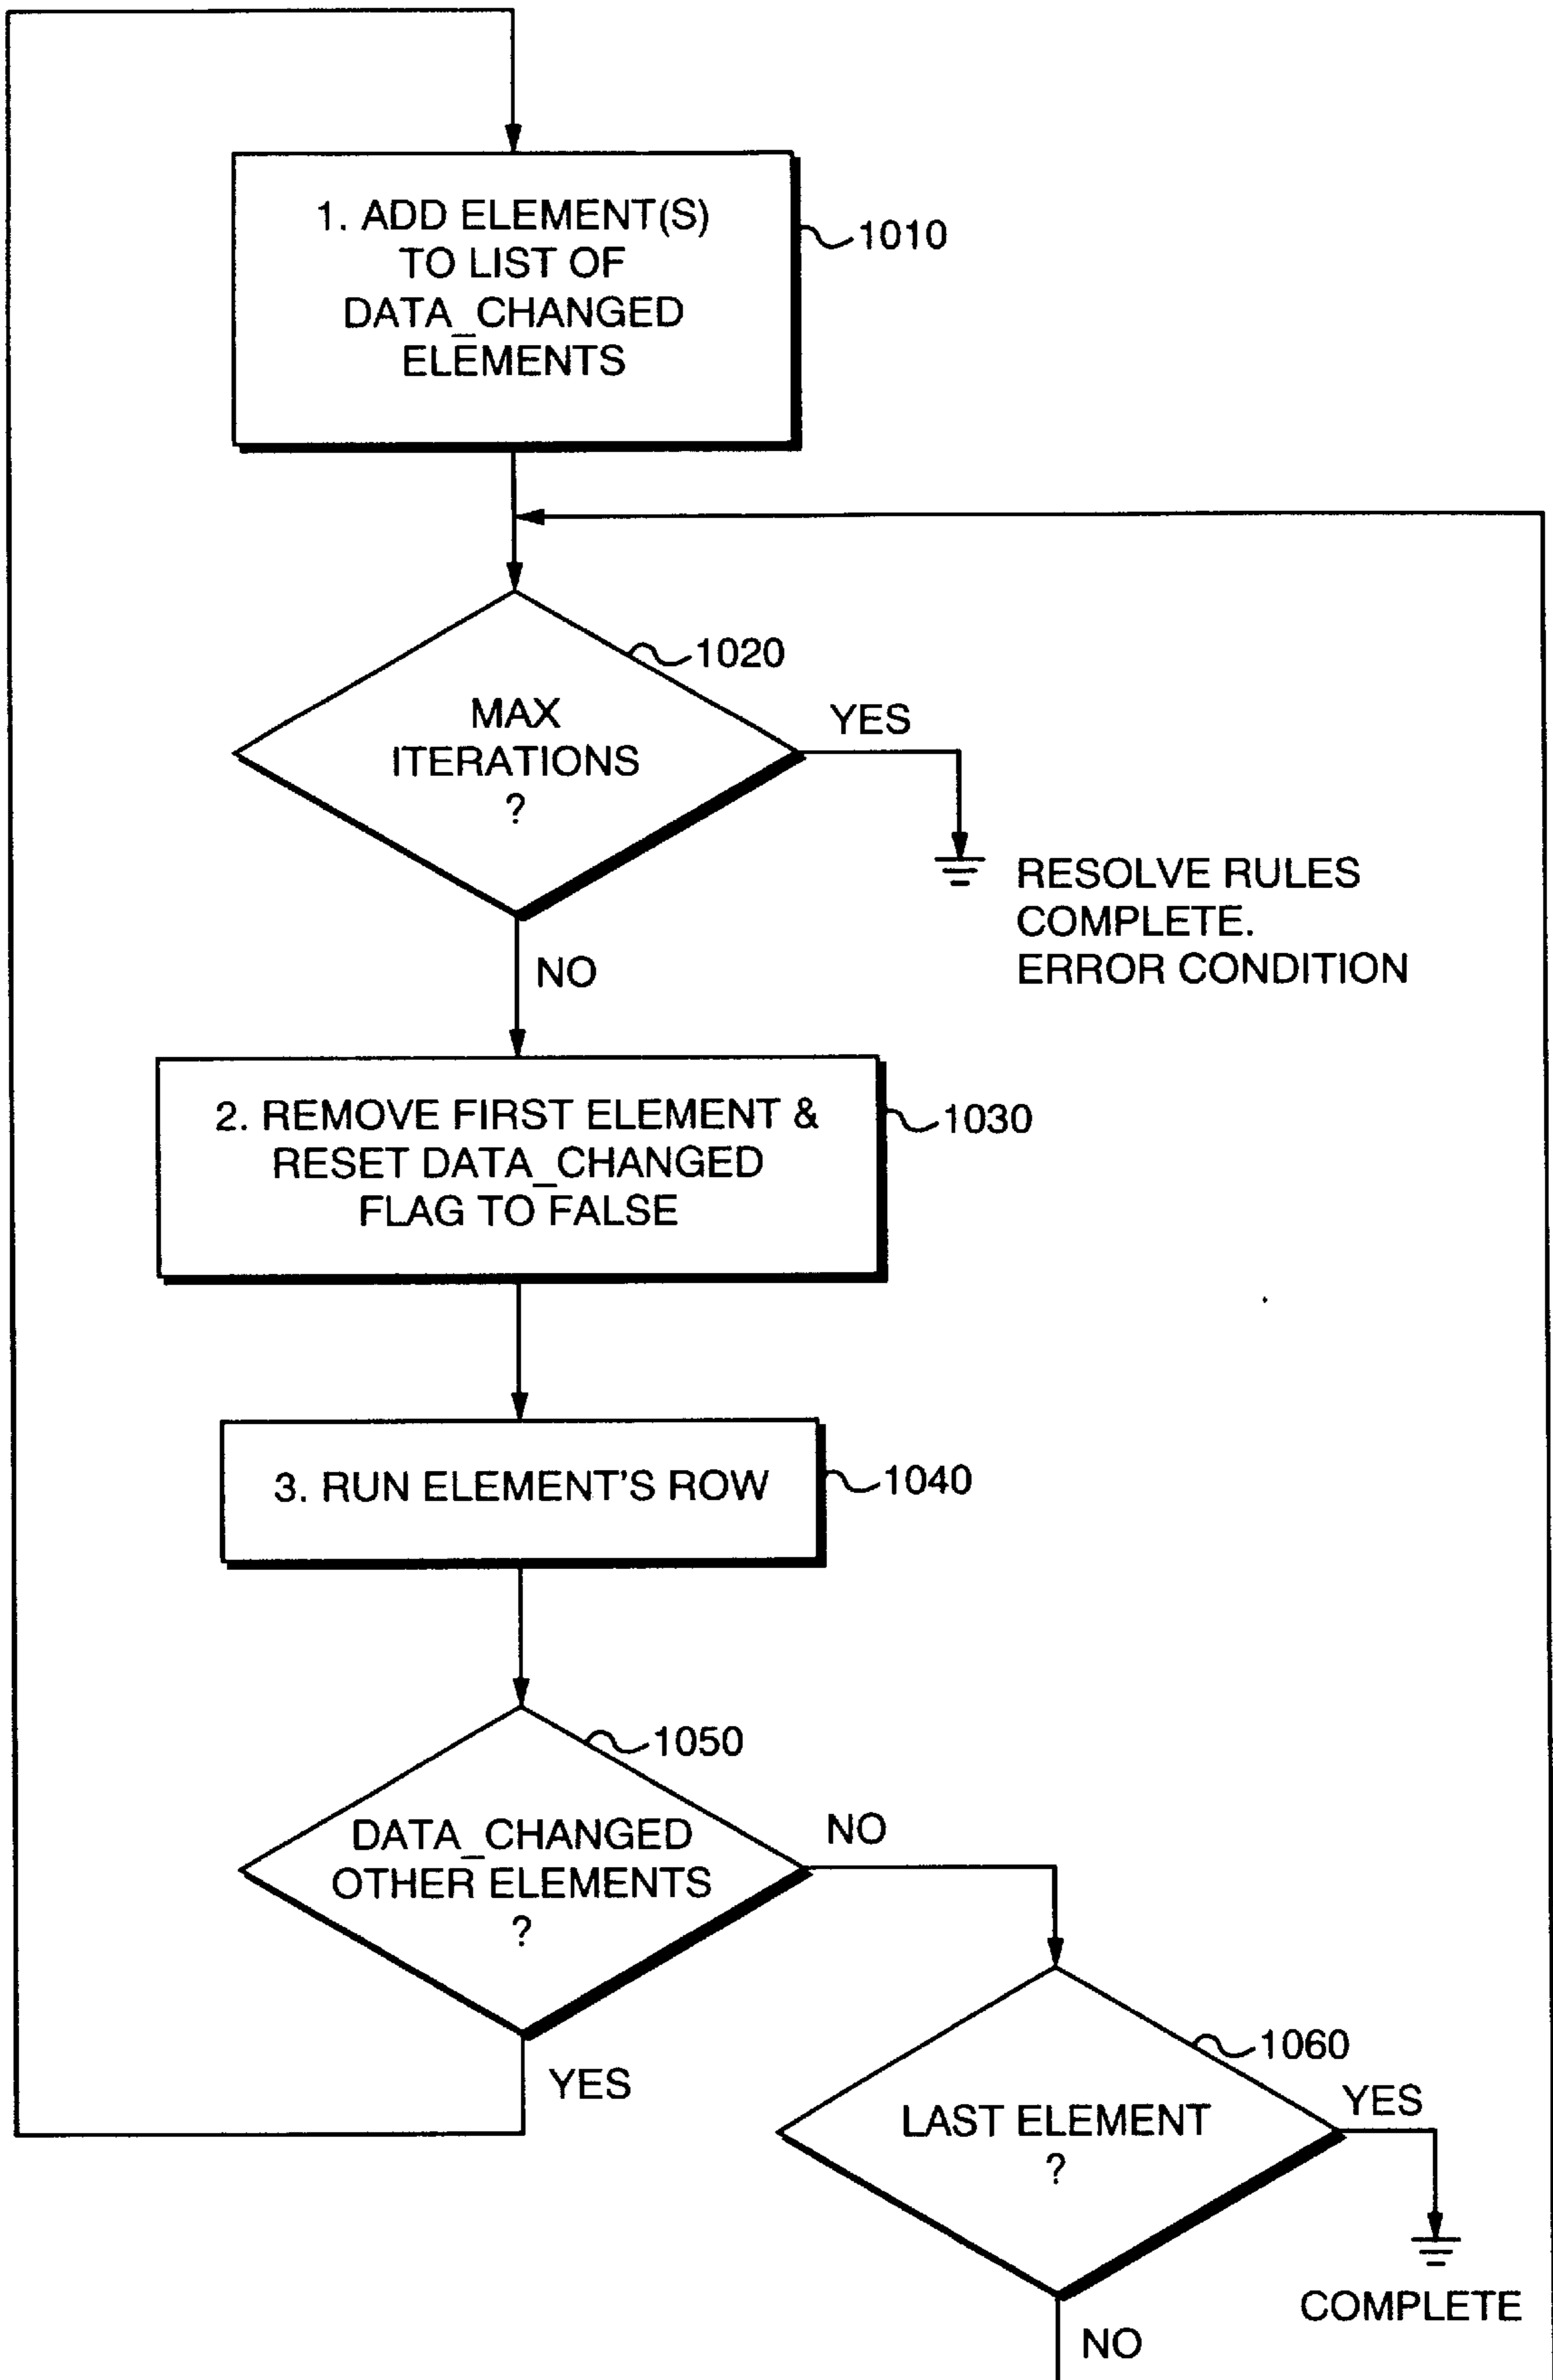 1. ADD ELEMENT(S)
TO LIST OF
DATA_CHANGED
ELEMENTS
1010
1020
MAX
ITERATIONS
?
YES
RESOLVE RULES
COMPLETE.
ERROR CONDITION
NO
2. REMOVE FIRST ELEMENT &
RESET DATA_CHANGED
FLAG TO FALSE
1030
3. RUN ELEMENT'S ROW
1040
1050
DATA_CHANGED
OTHER ELEMENTS
?
NO
YES
1060
LAST ELEMENT
?
YES
COMPLETE
NO